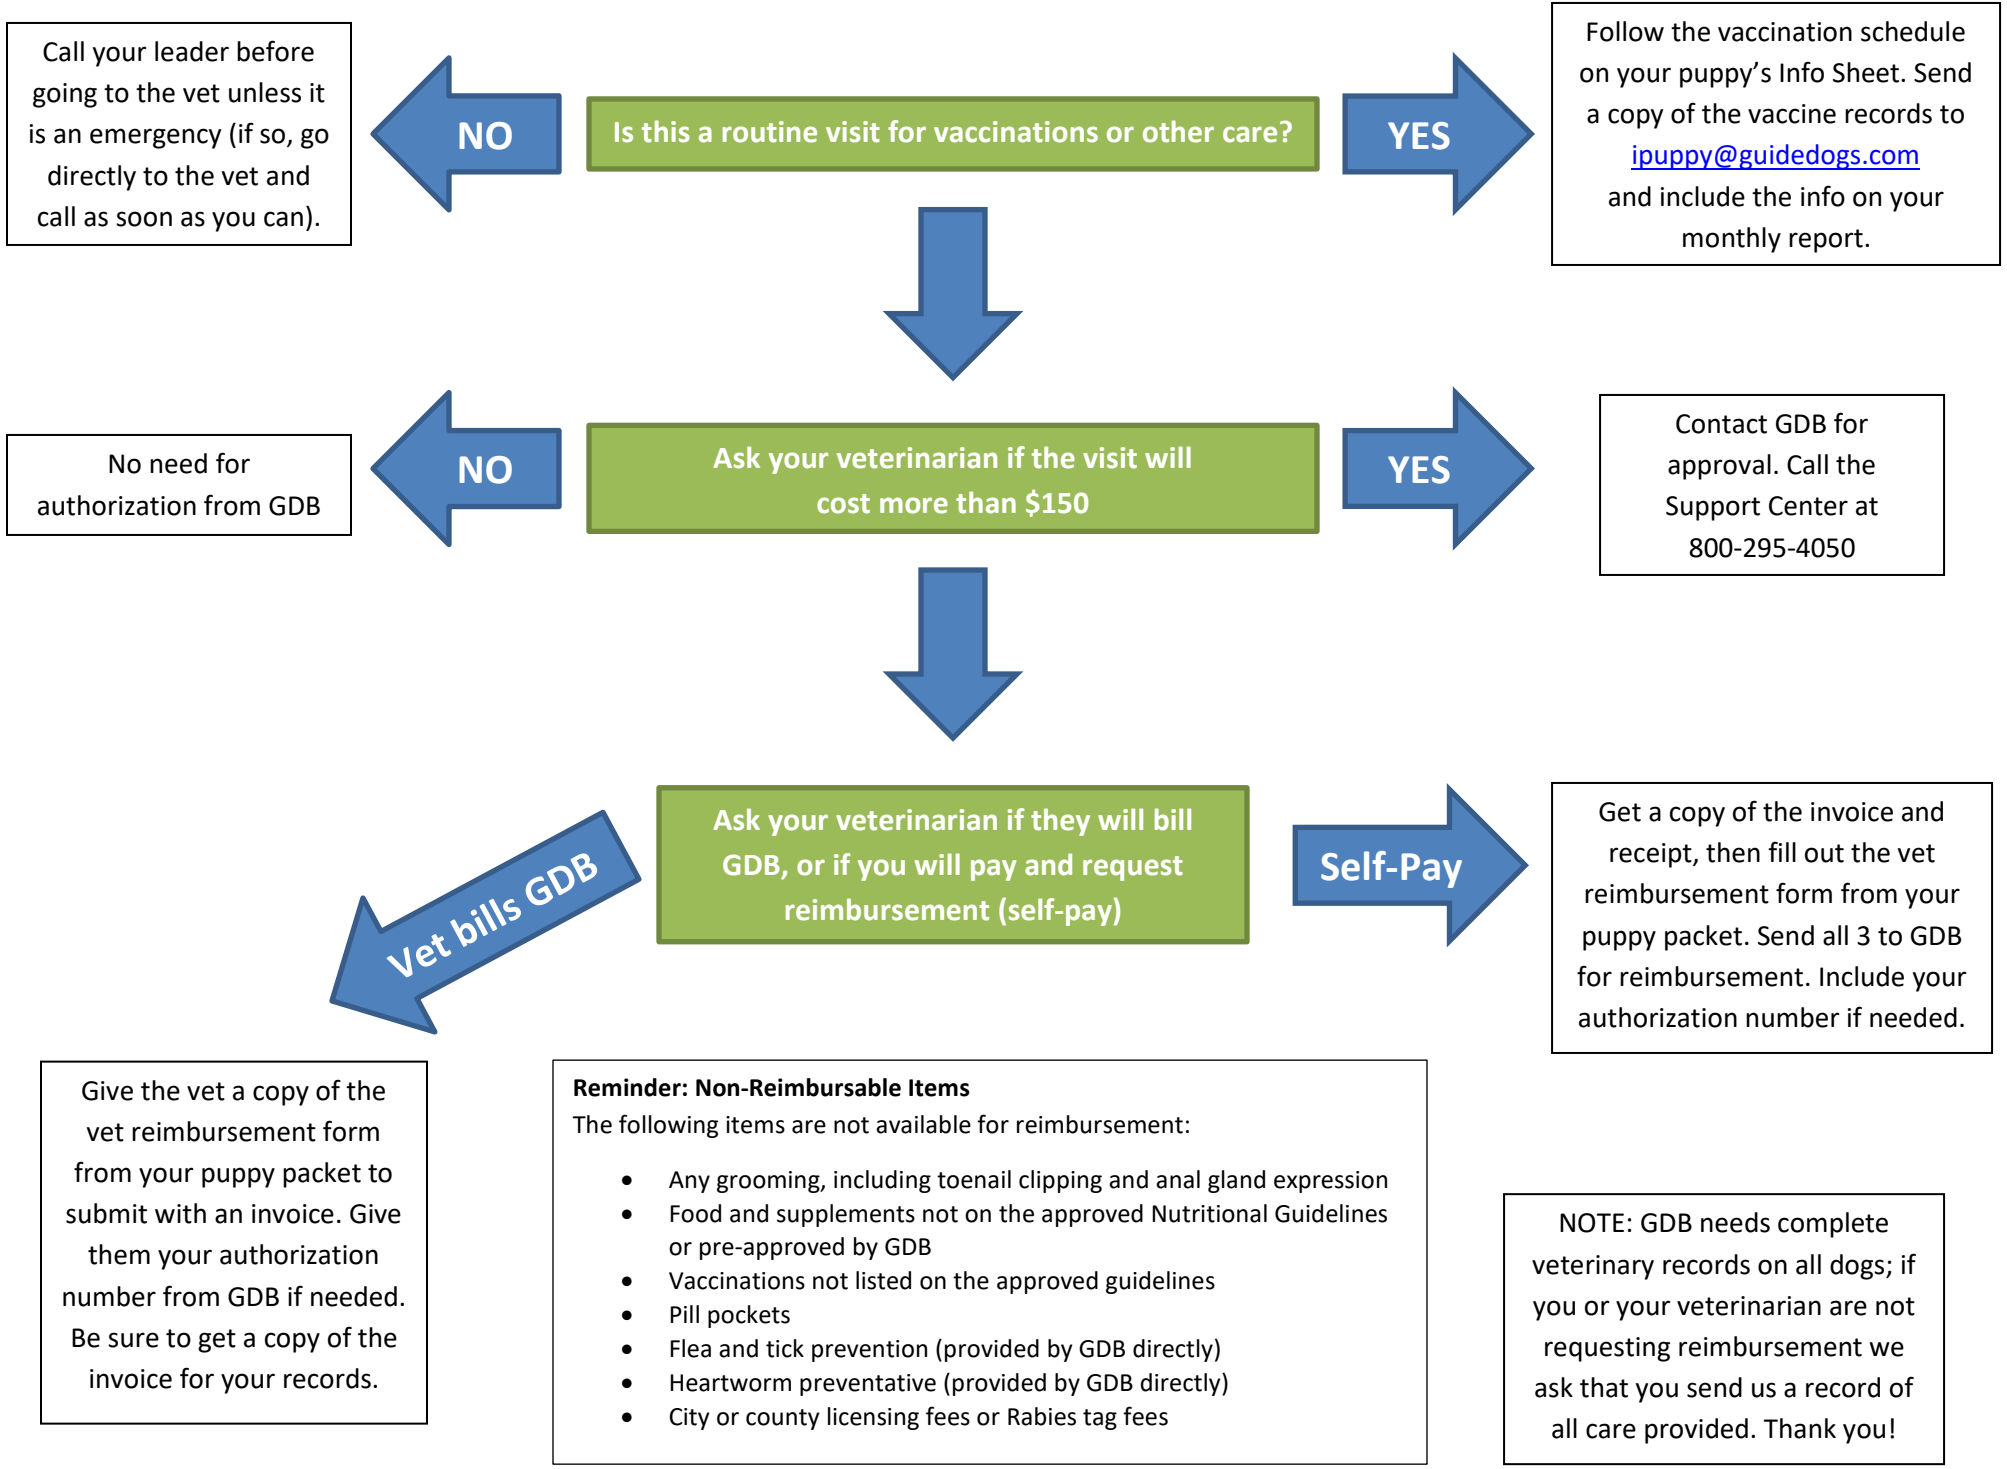 Call your leader before
going to the vet unless it
is an emergency (if so, go
directly to the vet and
call as soon as you can).
NO
Is this a routine visit for vaccinations or other care?
YES
Follow the vaccination schedule
on your puppy’s Info Sheet. Send
a copy of the vaccine records to
ipuppy@guidedogs.com
and include the info on your
monthly report.
No need for
authorization from GDB
NO
Ask your veterinarian if the visit will
cost more than $150
YES
Contact GDB for
approval. Call the
Support Center at
800-295-4050
Vet bills GDB
Ask your veterinarian if they will bill
GDB, or if you will pay and request
reimbursement (self-pay)
Self-Pay
Get a copy of the invoice and
receipt, then fill out the vet
reimbursement form from your
puppy packet. Send all 3 to GDB
for reimbursement. Include your
authorization number if needed.
Give the vet a copy of the
vet reimbursement form
from your puppy packet to
submit with an invoice. Give
them your authorization
number from GDB if needed.
Be sure to get a copy of the
invoice for your records.
Reminder: Non-Reimbursable Items
The following items are not available for reimbursement:
• Any grooming, including toenail clipping and anal gland expression
• Food and supplements not on the approved Nutritional Guidelines
or pre-approved by GDB
• Vaccinations not listed on the approved guidelines
• Pill pockets
• Flea and tick prevention (provided by GDB directly)
• Heartworm preventative (provided by GDB directly)
• City or county licensing fees or Rabies tag fees
NOTE: GDB needs complete
veterinary records on all dogs; if
you or your veterinarian are not
requesting reimbursement we
ask that you send us a record of
all care provided. Thank you!